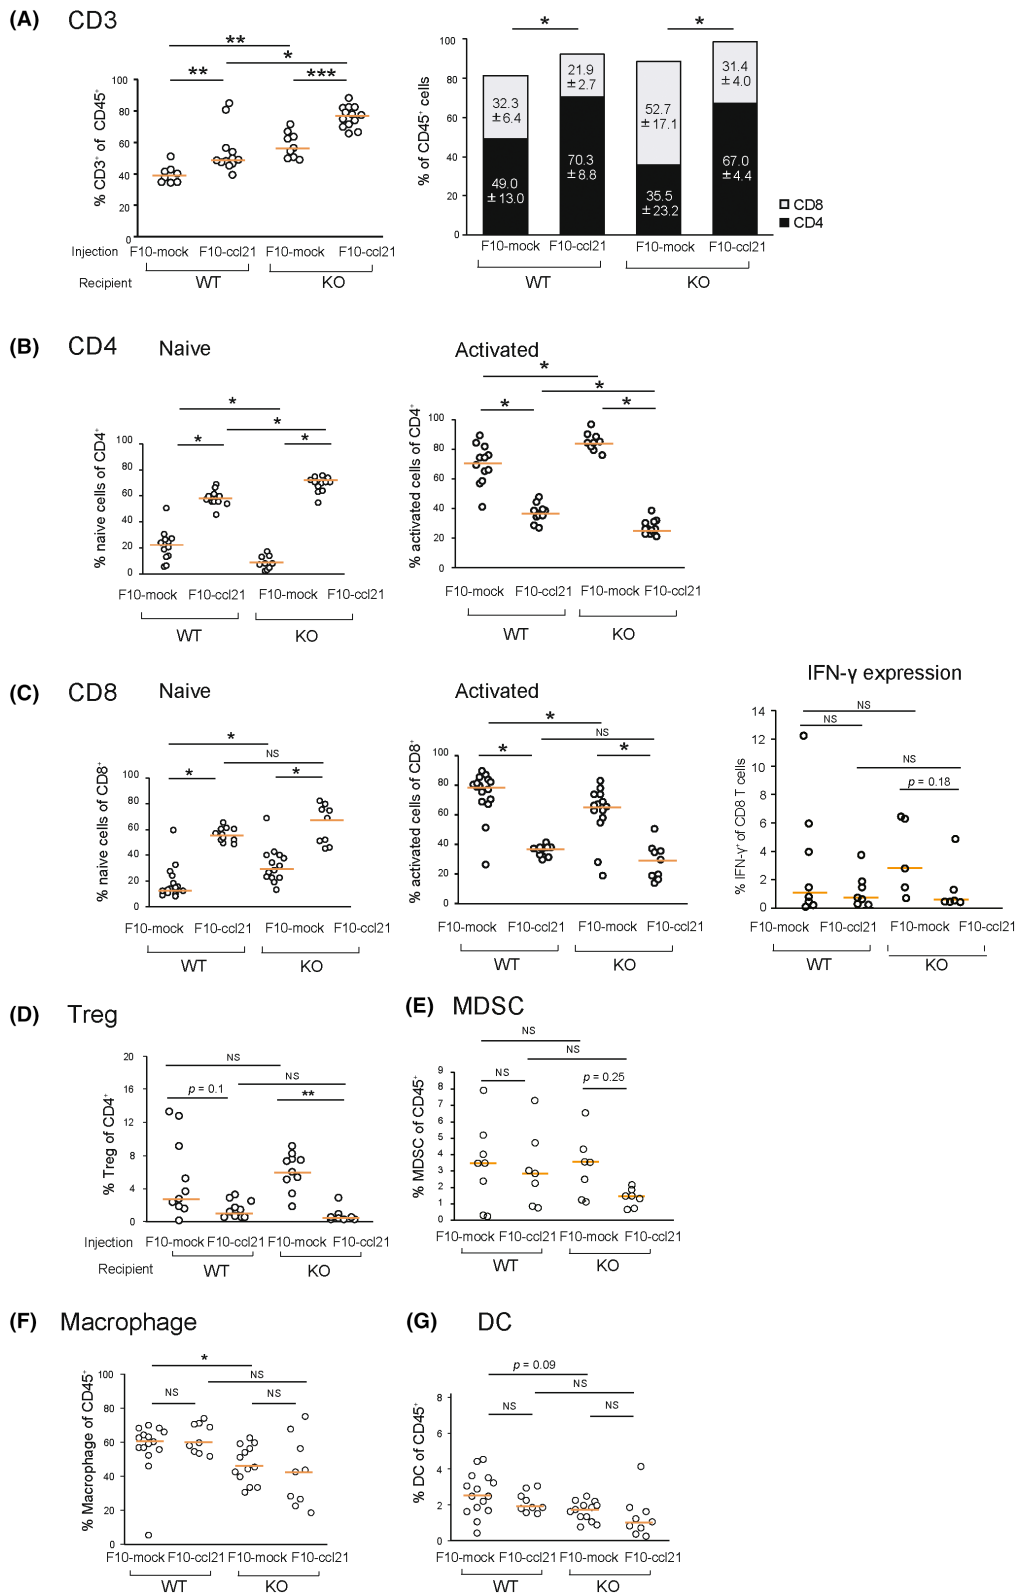 (A) CD3
** * ** ***
% CD3⁺ of CD45⁺
100
80
60
40
20
0
Injection F10-mock F10-ccl21 F10-mock F10-ccl21
Recipient WT KO
* *
% of CD45⁺ cells
100
80
60
40
20
0
32.3 ±6.4
49.0 ±13.0
21.9 ±2.7
70.3 ±8.8
52.7 ±17.1
35.5 ±23.2
31.4 ±4.0
67.0 ±4.4
CD8
CD4
F10-mock F10-ccl21 F10-mock F10-ccl21
WT KO
(B) CD4 Naive
* * * *
% naive cells of CD4⁺
100
80
60
40
20
0
F10-mock F10-ccl21 F10-mock F10-ccl21
WT KO
Activated
* * * *
% activated cells of CD4⁺
100
80
60
40
20
0
F10-mock F10-ccl21 F10-mock F10-ccl21
WT KO
(C) CD8 Naive
* NS * *
% naive cells of CD8⁺
100
80
60
40
20
0
F10-mock F10-ccl21 F10-mock F10-ccl21
WT KO
Activated
* NS * *
% activated cells of CD8⁺
100
80
60
40
20
0
F10-mock F10-ccl21 F10-mock F10-ccl21
WT KO
IFN-γ expression
NS
NS
NS
p = 0.18
% IFN-γ⁺ of CD8 T cells
14
12
10
8
6
4
2
0
F10-mock F10-ccl21 F10-mock F10-ccl21
WT KO
(D) Treg
NS
NS
p = 0.1 **
% Treg of CD4⁺
20
16
12
8
4
0
Injection F10-mock F10-ccl21 F10-mock F10-ccl21
Recipient WT KO
(E) MDSC
NS
NS
NS p = 0.25
% MDSC of CD45⁺
9
8
7
6
5
4
3
2
1
0
F10-mock F10-ccl21 F10-mock F10-ccl21
WT KO
(F) Macrophage
*
NS
NS NS
% Macrophage of CD45⁺
100
80
60
40
20
0
F10-mock F10-ccl21 F10-mock F10-ccl21
WT KO
(G) DC
p = 0.09
NS
NS NS
% DC of CD45⁺
8
6
4
2
0
F10-mock F10-ccl21 F10-mock F10-ccl21
WT KO